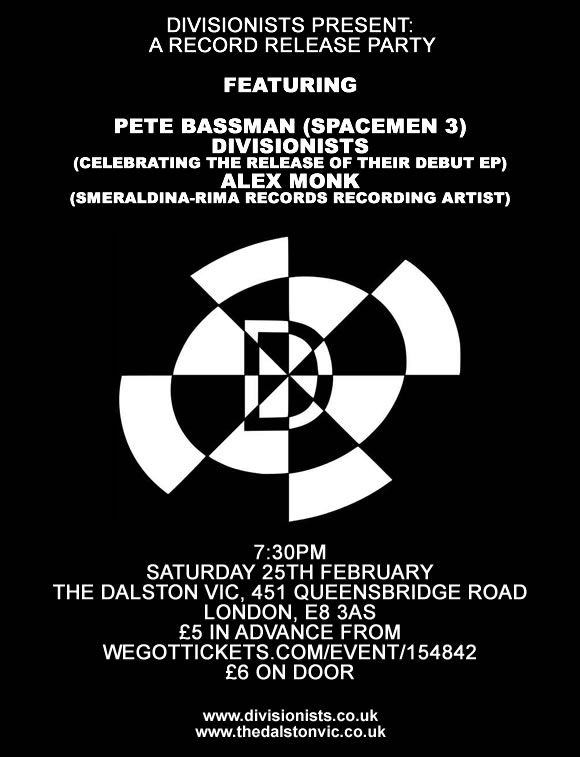 DIVISIONISTS PRESENT:
A RECORD RELEASE PARTY
FEATURING
PETE BASSMAN (SPACEMEN 3)
DIVISIONISTS
(CELEBRATING THE RELEASE OF THEIR DEBUT EP)
ALEX MONK
(SMERALDINA-RIMA RECORDS RECORDING ARTIST)
D
7:30PM
SATURDAY 25TH FEBRUARY
THE DALSTON VIC, 451 QUEENSBRIDGE ROAD
LONDON, E8 3AS
£5 IN ADVANCE FROM
WEGOTTICKETS.COM/EVENT/154842
£6 ON DOOR
www.divisionists.co.uk
www.thedalstonvic.co.uk